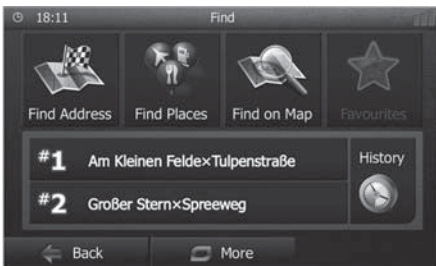 18:11 Find
Find Address Find Places Find on Map Favourites
#1 Am Kleinen Felde×Tulpenstraße History
#2 Großer Stern×Spreeweg
Back More